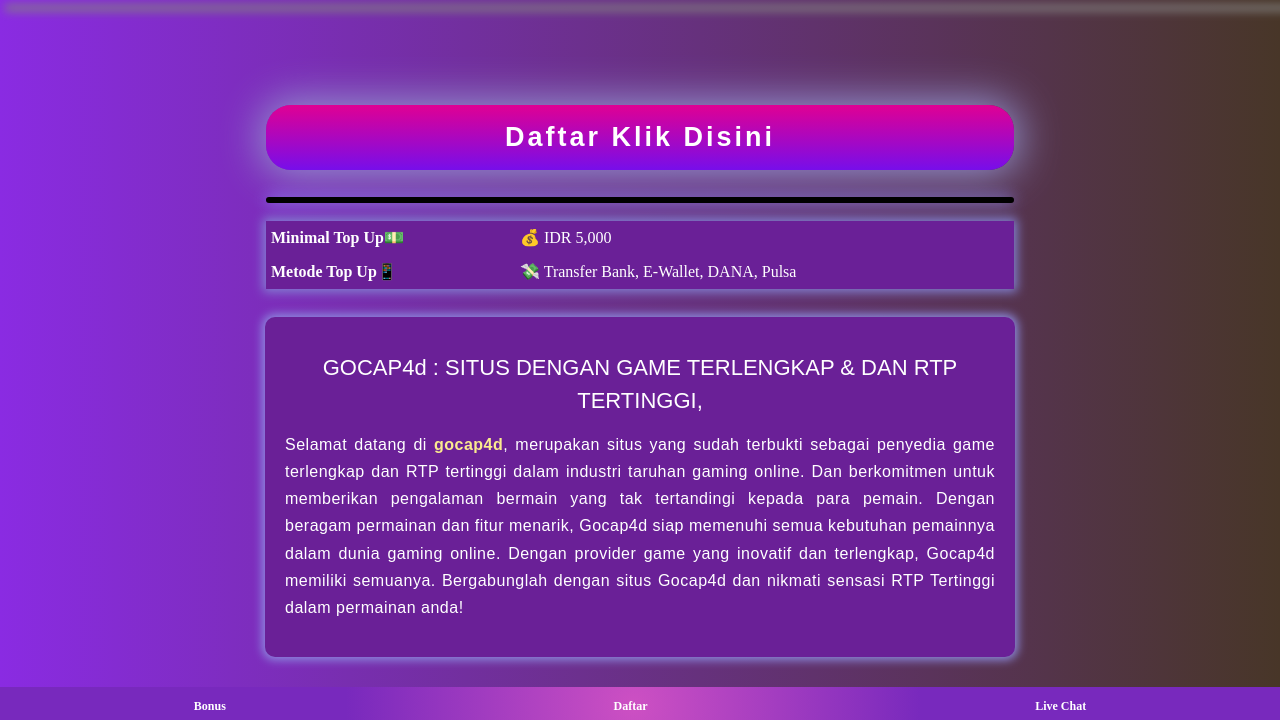 Daftar Klik Disini
Minimal Top Up💵 💰 IDR 5,000
Metode Top Up📱 💸 Transfer Bank, E-Wallet, DANA, Pulsa
GOCAP4d : SITUS DENGAN GAME TERLENGKAP & DAN RTP
TERTINGGI,
Selamat datang di gocap4d, merupakan situs yang sudah terbukti sebagai penyedia game
terlengkap dan RTP tertinggi dalam industri taruhan gaming online. Dan berkomitmen untuk
memberikan pengalaman bermain yang tak tertandingi kepada para pemain. Dengan
beragam permainan dan fitur menarik, Gocap4d siap memenuhi semua kebutuhan pemainnya
dalam dunia gaming online. Dengan provider game yang inovatif dan terlengkap, Gocap4d
memiliki semuanya. Bergabunglah dengan situs Gocap4d dan nikmati sensasi RTP Tertinggi
dalam permainan anda!
Bonus Daftar Live Chat